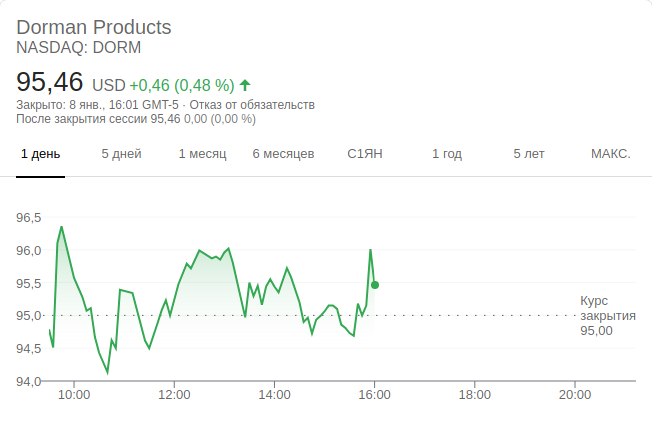 Dorman Products
NASDAQ: DORM
95,46 USD +0,46 (0,48 %)
Закрыто: 8 янв., 16:01 GMT-5 · Отказ от обязательств
После закрытия сессии 95,46 0,00 (0,00 %)
1 день 5 дней 1 месяц 6 месяцев С1ЯН 1 год 5 лет МАКС.
96,5
96,0
95,5
95,0
94,5
94,0
Курс
закрытия
95,00
10:00 12:00 14:00 16:00 18:00 20:00